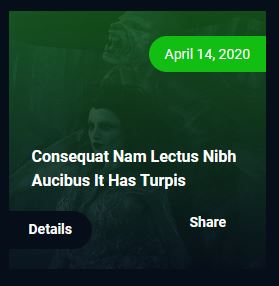 April 14, 2020
Consequat Nam Lectus Nibh
Aucibus It Has Turpis
Details
Share